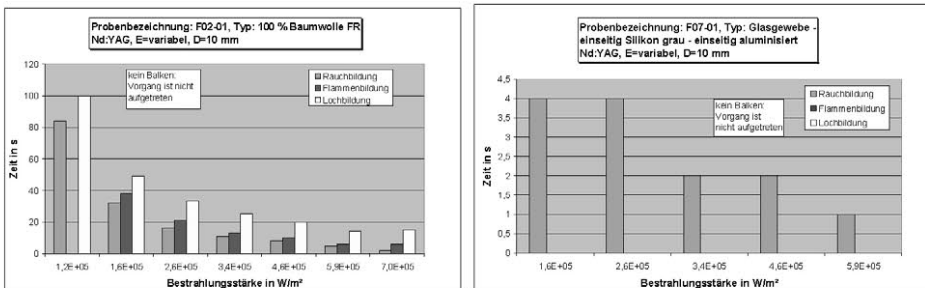 Probenbezeichnung: F02-01, Typ: 100 % Baumwolle FR
Nd:YAG, E=variabel, D=10 mm
kein Balken:
Vorgang ist nicht
aufgetreten
Rauchbildung
Flammenbildung
Lochbildung
Zeit in s
120
100
80
60
40
20
0
1,2E+05 1,6E+05 2,6E+05 3,4E+05 4,6E+05 5,9E+05 7,0E+05
Bestrahlungsstärke in W/m²
Probenbezeichnung: F07-01, Typ: Glasgewebe -
einseitig Silikon grau - einseitig aluminisiert
Nd:YAG, E=variabel, D=10 mm
kein Balken:
Vorgang ist
nicht aufgetreten
Rauchbildung
Flammenbildung
Lochbildung
Zeit in s
4,5
4
3,5
3
2,5
2
1,5
1
0,5
0
1,6E+05 2,6E+05 3,4E+05 4,6E+05 5,9E+05
Bestrahlungsstärke in W/m²